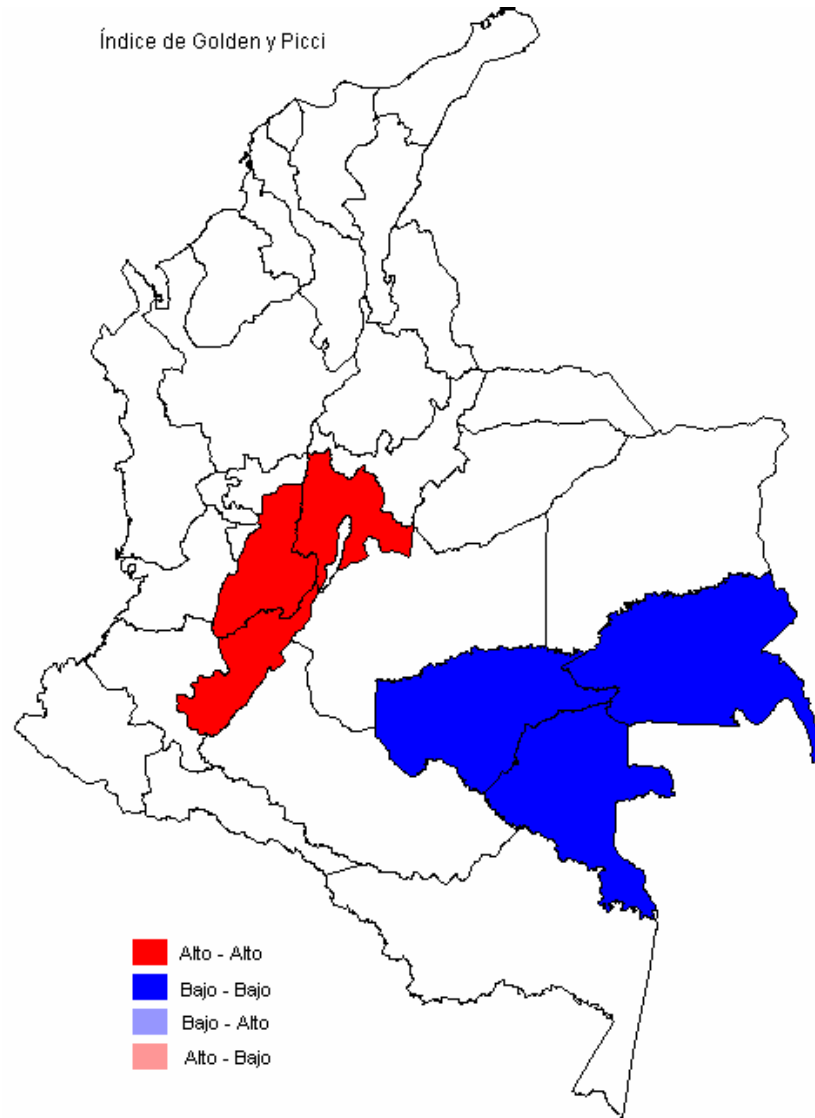 Índice de Golden y Picci
Alto - Alto
Bajo - Bajo
Bajo - Alto
Alto - Bajo